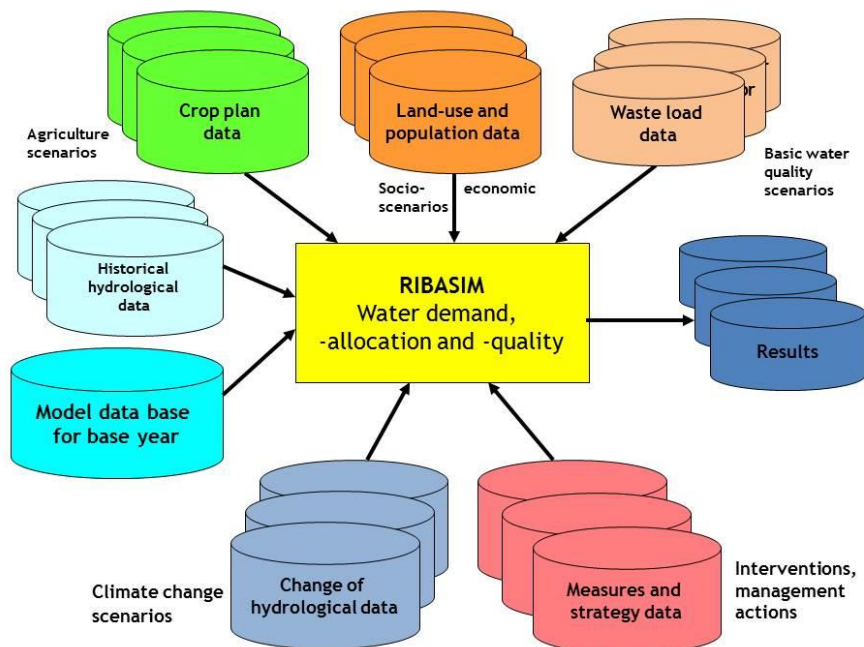 Crop plan
data
Land-use and
population data
or
Waste load
data
Agriculture
scenarios
Basic water
quality
scenarios
Socio- economic
scenarios
Historical
hydrological
data
RIBASIM
Water demand,
-allocation and -quality
Results
Model data base
for base year
Climate change
scenarios
Change of
hydrological data
Measures and
strategy data
Interventions,
management
actions